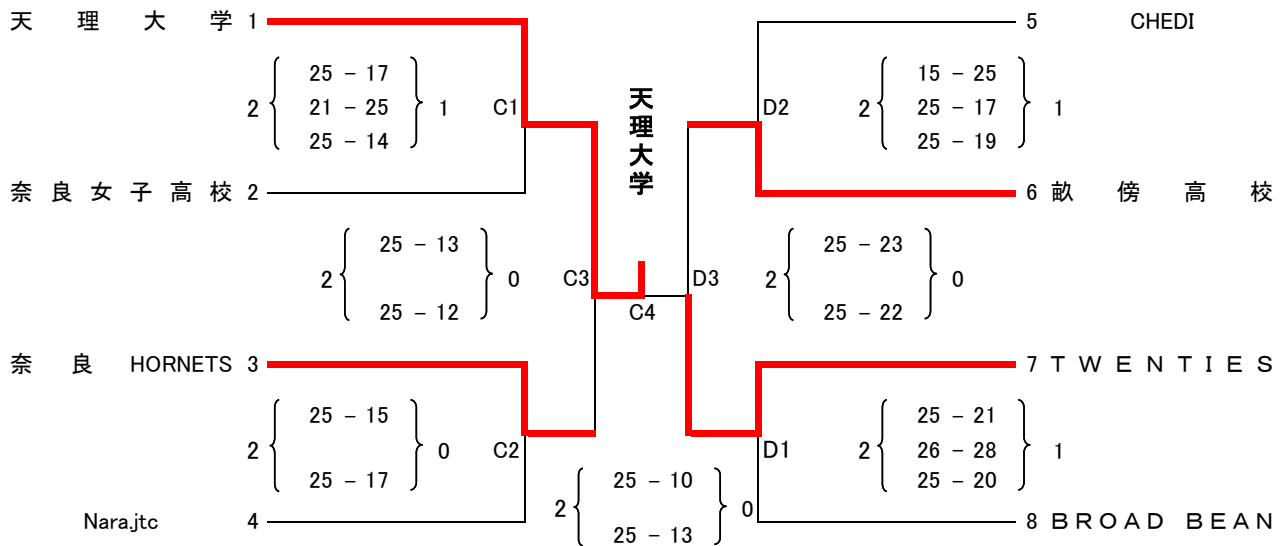 天理大学 1
5 CHEDI
25 － 17
2 21 － 25 1
25 － 14
C1
天理大学
D2
15 － 25
2 25 － 17 1
25 － 19
奈良女子高校 2
6 畝傍高校
25 － 13
2 0
25 － 12
C3
C4
D3
25 － 23
2 0
25 － 22
奈良 HORNETS 3
7 ＴＷＥＮＴＩＥＳ
25 － 15
2 0
25 － 17
C2
25 － 10
2 0
25 － 13
D1
25 － 21
2 26 － 28 1
25 － 20
Nara.jtc 4
8 ＢＲＯＡＤ ＢＥＡＮ